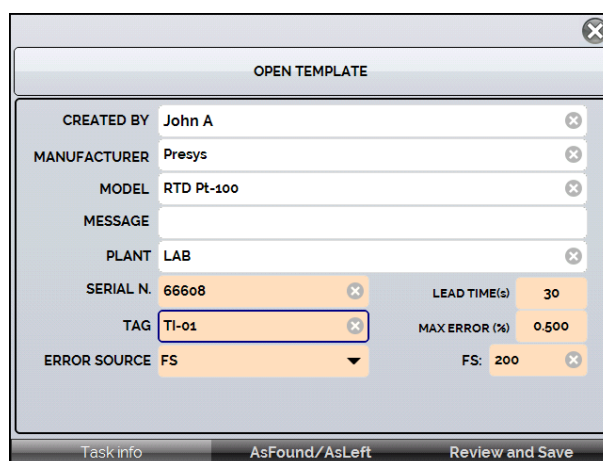 OPEN TEMPLATE
CREATED BY John A
MANUFACTURER Presys
MODEL RTD Pt-100
MESSAGE
PLANT LAB
SERIAL N. 66608 LEAD TIME(s) 30
TAG TI-01 MAX ERROR (%) 0.500
ERROR SOURCE FS FS: 200
Task info AsFound/AsLeft Review and Save